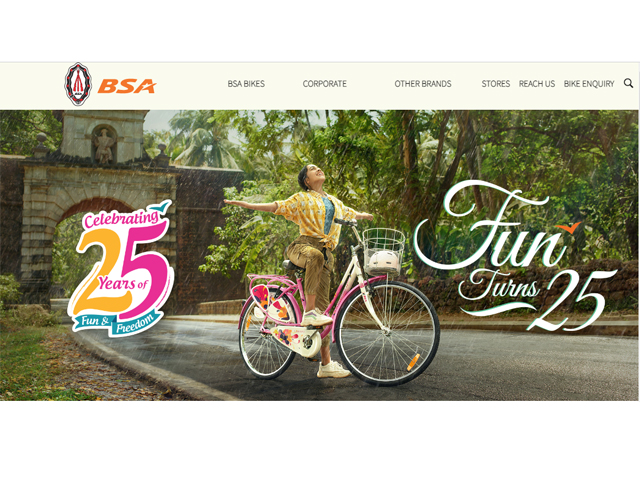 BSA
BSA BIKES
CORPORATE
OTHER BRANDS
STORES
REACH US
BIKE ENQUIRY
Celebrating
25
Years of
Fun & Freedom
Fun
Turns
25